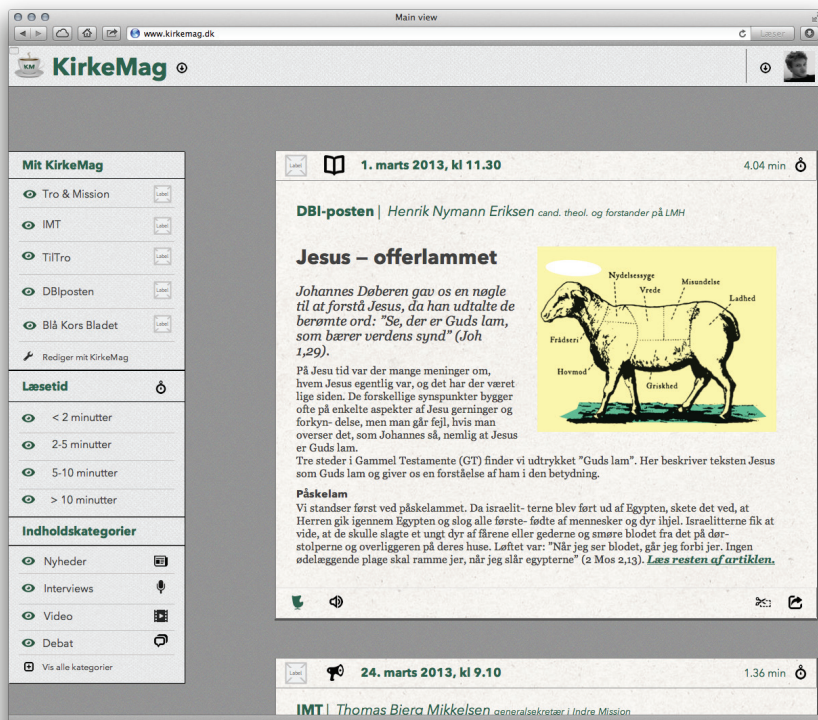 Main view
www.kirkemag.dk
Læser
KM
KirkeMag
Mit KirkeMag
Tro & Mission
Label
IMT
Label
TilTro
Label
DBIposten
Label
Blå Kors Bladet
Label
Rediger mit KirkeMag
Læsetid
< 2 minutter
2-5 minutter
5-10 minutter
> 10 minutter
Indholdskategorier
Nyheder
Interviews
Video
Debat
Vis alle kategorier
Label
1. marts 2013, kl 11.30
4.04 min
DBI-posten | Henrik Nymann Eriksen cand. theol. og forstander på LMH
Jesus – offerlammet
Johannes Døberen gav os en nøgle
til at forstå Jesus, da han udtalte de
berømte ord: ”Se, der er Guds lam,
som bærer verdens synd” (Joh
1,29).
På Jesu tid var der mange meninger om,
hvem Jesus egentlig var, og det har der været
lige siden. De forskellige synspunkter bygger
ofte på enkelte aspekter af Jesu gerninger og
forkyn- delse, men man går fejl, hvis man
overser det, som Johannes så, nemlig at Jesus
er Guds lam.
Nydelsessyge
Vrede
Misundelse
Ladhed
Frådseri
Hovmod
Griskhed
Tre steder i Gammel Testamente (GT) finder vi udtrykket ”Guds lam”. Her beskriver teksten Jesus
som Guds lam og giver os en forståelse af ham i den betydning.
Påskelam
Vi standser først ved påskelammet. Da israelit- terne blev ført ud af Egypten, skete det ved, at
Herren gik igennem Egypten og slog alle første- fødte af mennesker og dyr ihjel. Israelitterne fik at
vide, at de skulle slagte et ungt dyr af fårene eller gederne og smøre blodet fra det på dør-
stolperne og overliggeren på deres huse. Løftet var: ”Når jeg ser blodet, går jeg forbi jer. Ingen
ødelæggende plage skal ramme jer, når jeg slår egypterne” (2 Mos 2,13). Læs resten af artiklen.
Label
24. marts 2013, kl 9.10
1.36 min
IMT | Thomas Bjerg Mikkelsen generalsekretær i Indre Mission